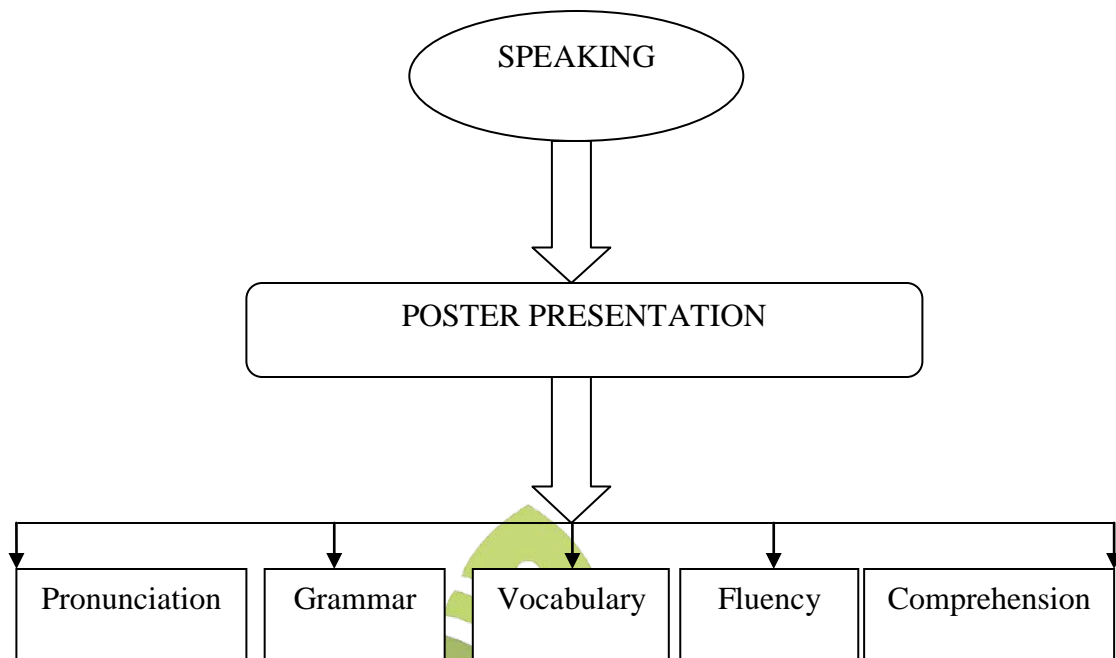 SPEAKING
POSTER PRESENTATION
Pronunciation Grammar Vocabulary Fluency Comprehension